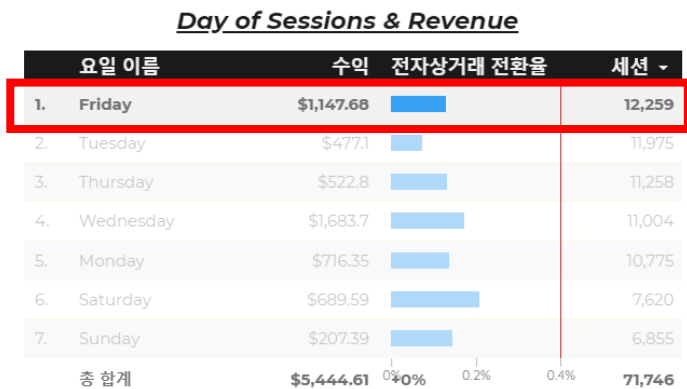 Day of Sessions & Revenue
요일 이름 수익 전자상거래 전환율 세션
1. Friday $1,147.68 12,259
2. Tuesday $477.1 11,975
3. Thursday $522.8 11,258
4. Wednesday $1,683.7 11,004
5. Monday $716.35 10,775
6. Saturday $689.59 7,620
7. Sunday $207.39 6,855
총 합계 $5,444.61 0% +0% 0.2% 0.4% 71,746